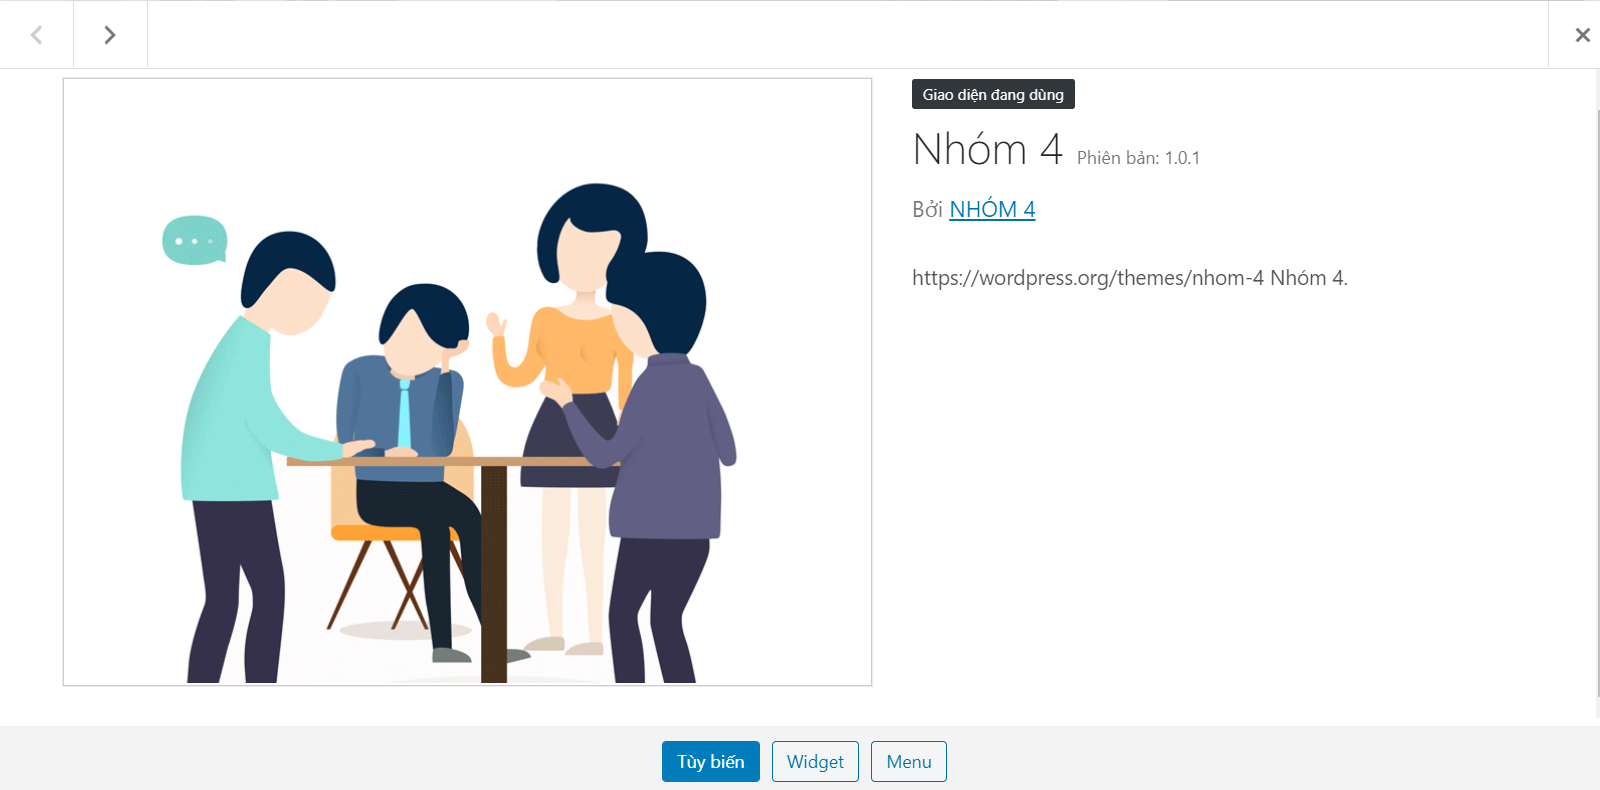 Giao diện đang dùng
Nhóm 4 Phiên bản: 1.0.1
Bởi NHÓM 4
https://wordpress.org/themes/nhom-4 Nhóm 4.
Tùy biến Widget Menu